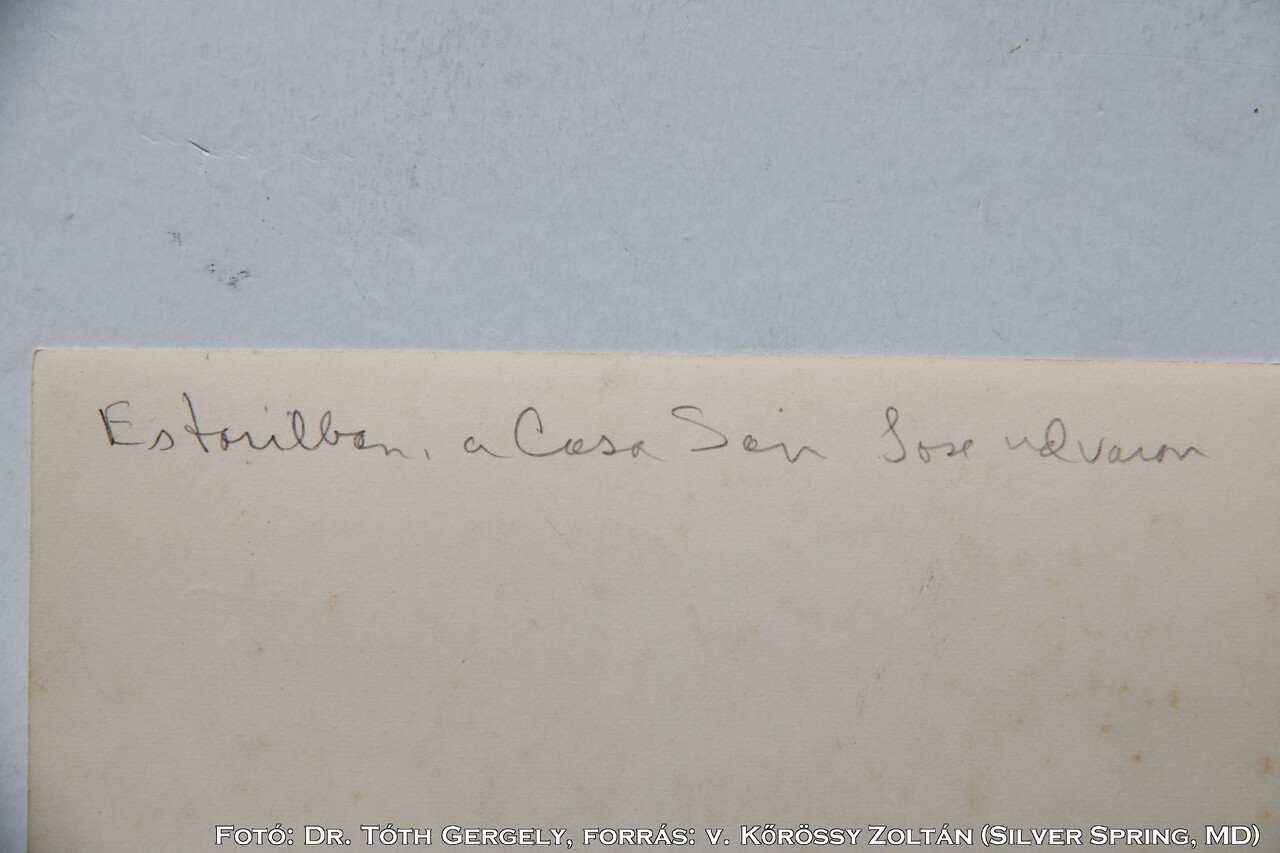 Estorilban, a Casa San Jose udvaron
Fotó: Dr. Tóth Gergely, forrás: v. Kőrössy Zoltán (Silver Spring, MD)